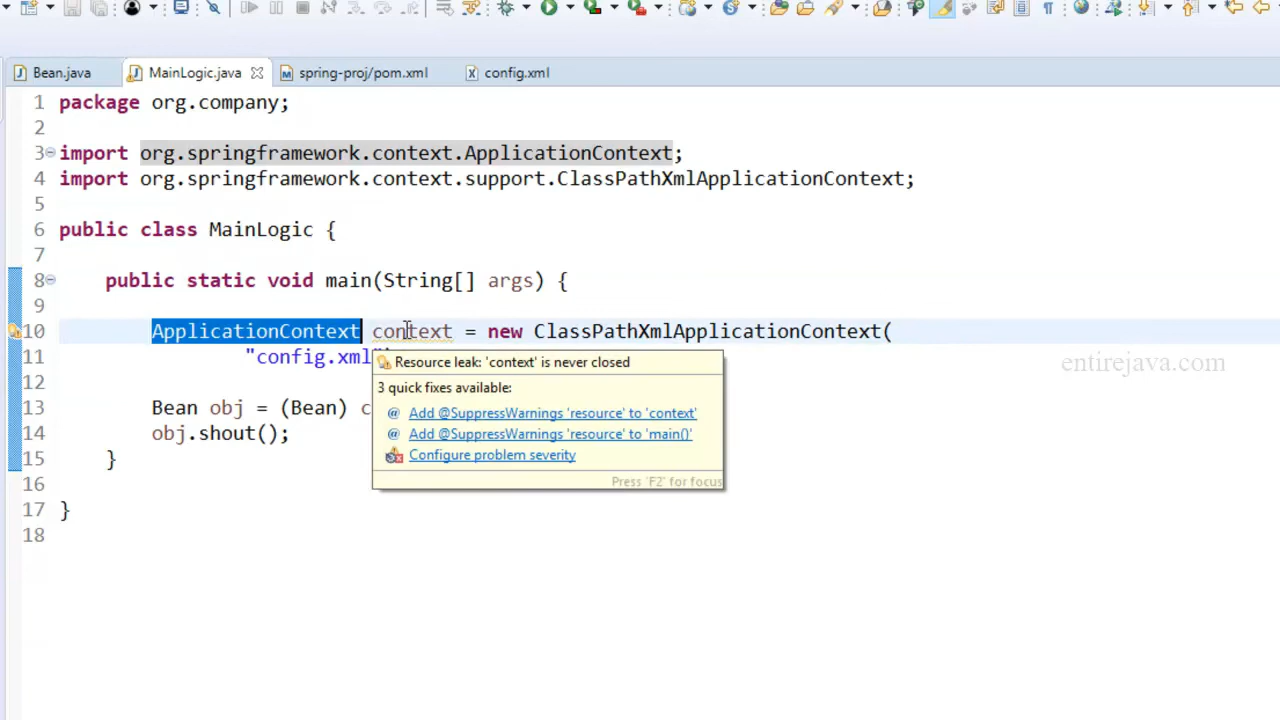 Bean.java MainLogic.java spring-proj/pom.xml config.xml
1 package org.company;
2
3 import org.springframework.context.ApplicationContext;
4 import org.springframework.context.support.ClassPathXmlApplicationContext;
5
6 public class MainLogic {
7
8 public static void main(String[] args) {
9
10 ApplicationContext context = new ClassPathXmlApplicationContext(
11 "config.xml"
entirejava.com
Resource leak: 'context' is never closed
3 quick fixes available:
12
13 Bean obj = (Bean) c
@ Add @SuppressWarnings 'resource' to 'context'
14 obj.shout();
@ Add @SuppressWarnings 'resource' to 'main()'
15 }
Configure problem severity
16
Press 'F2' for focus
17 }
18